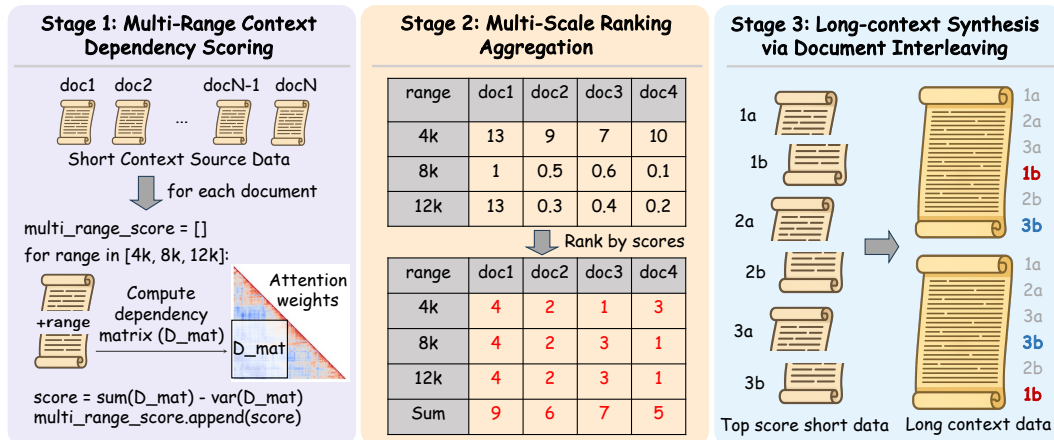 Stage 1: Multi-Range Context
Dependency Scoring
doc1 doc2 docN-1 docN
...
Short Context Source Data
for each document
multi_range_score = []
for range in [4k, 8k, 12k]:
+range
Compute
dependency
matrix (D_mat)
Attention
weights
D_mat
score = sum(D_mat) - var(D_mat)
multi_range_score.append(score)
Stage 2: Multi-Scale Ranking
Aggregation
range doc1 doc2 doc3 doc4
4k 13 9 7 10
8k 1 0.5 0.6 0.1
12k 13 0.3 0.4 0.2
Rank by scores
range doc1 doc2 doc3 doc4
4k 4 2 1 3
8k 4 2 3 1
12k 4 2 3 1
Sum 9 6 7 5
Stage 3: Long-context Synthesis
via Document Interleaving
1a
1b
2a
2b
3a
3b
Top score short data
1a
2a
3a
1b
2b
3b
1a
2a
3a
3b
2b
1b
Long context data